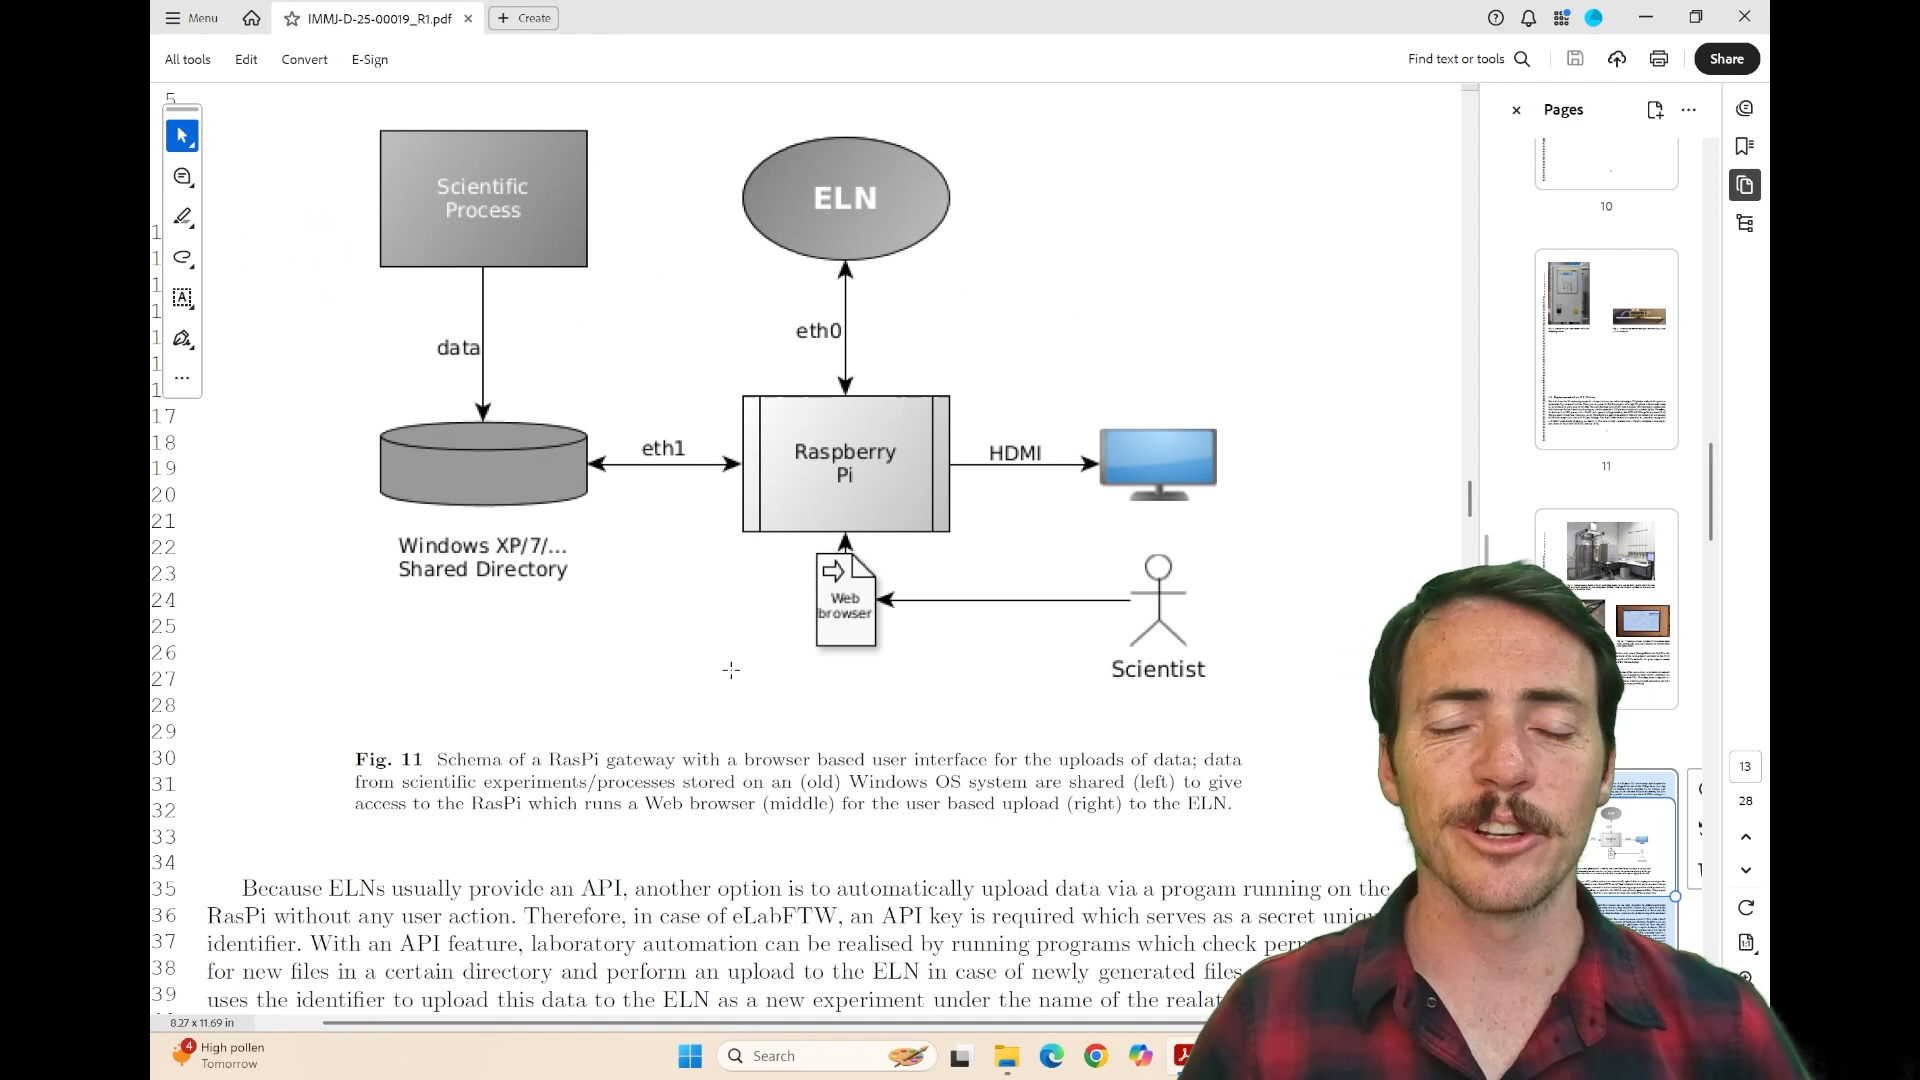 Menu
IMMJ-D-25-00019_R1.pdf
Create
All tools
Edit
Convert
E-Sign
Find text or tools
Share
5
1
1
1
1
1
1
1
17
18
19
20
21
22
23
24
25
26
27
28
29
30
31
32
33
34
35
36
37
38
39
Scientific
Process
ELN
data
eth0
eth1
Raspberry
Pi
HDMI
Windows XP/7/...
Shared Directory
Web
browser
Scientist
Fig. 11 Schema of a RasPi gateway with a browser based user interface for the uploads of data; data
from scientific experiments/processes stored on an (old) Windows OS system are shared (left) to give
access to the RasPi which runs a Web browser (middle) for the user based upload (right) to the ELN.
Because ELNs usually provide an API, another option is to automatically upload data via a progam running on the
RasPi without any user action. Therefore, in case of eLabFTW, an API key is required which serves as a secret
identifier. With an API feature, laboratory automation can be realised by running programs which check
for new files in a certain directory and perform an upload to the ELN in case of newly generated files
uses the identifier to upload this data to the ELN as a new experiment under the name of the
Pages
10
11
13
28
8.27 x 11.69 in
4
High pollen
Tomorrow
Search